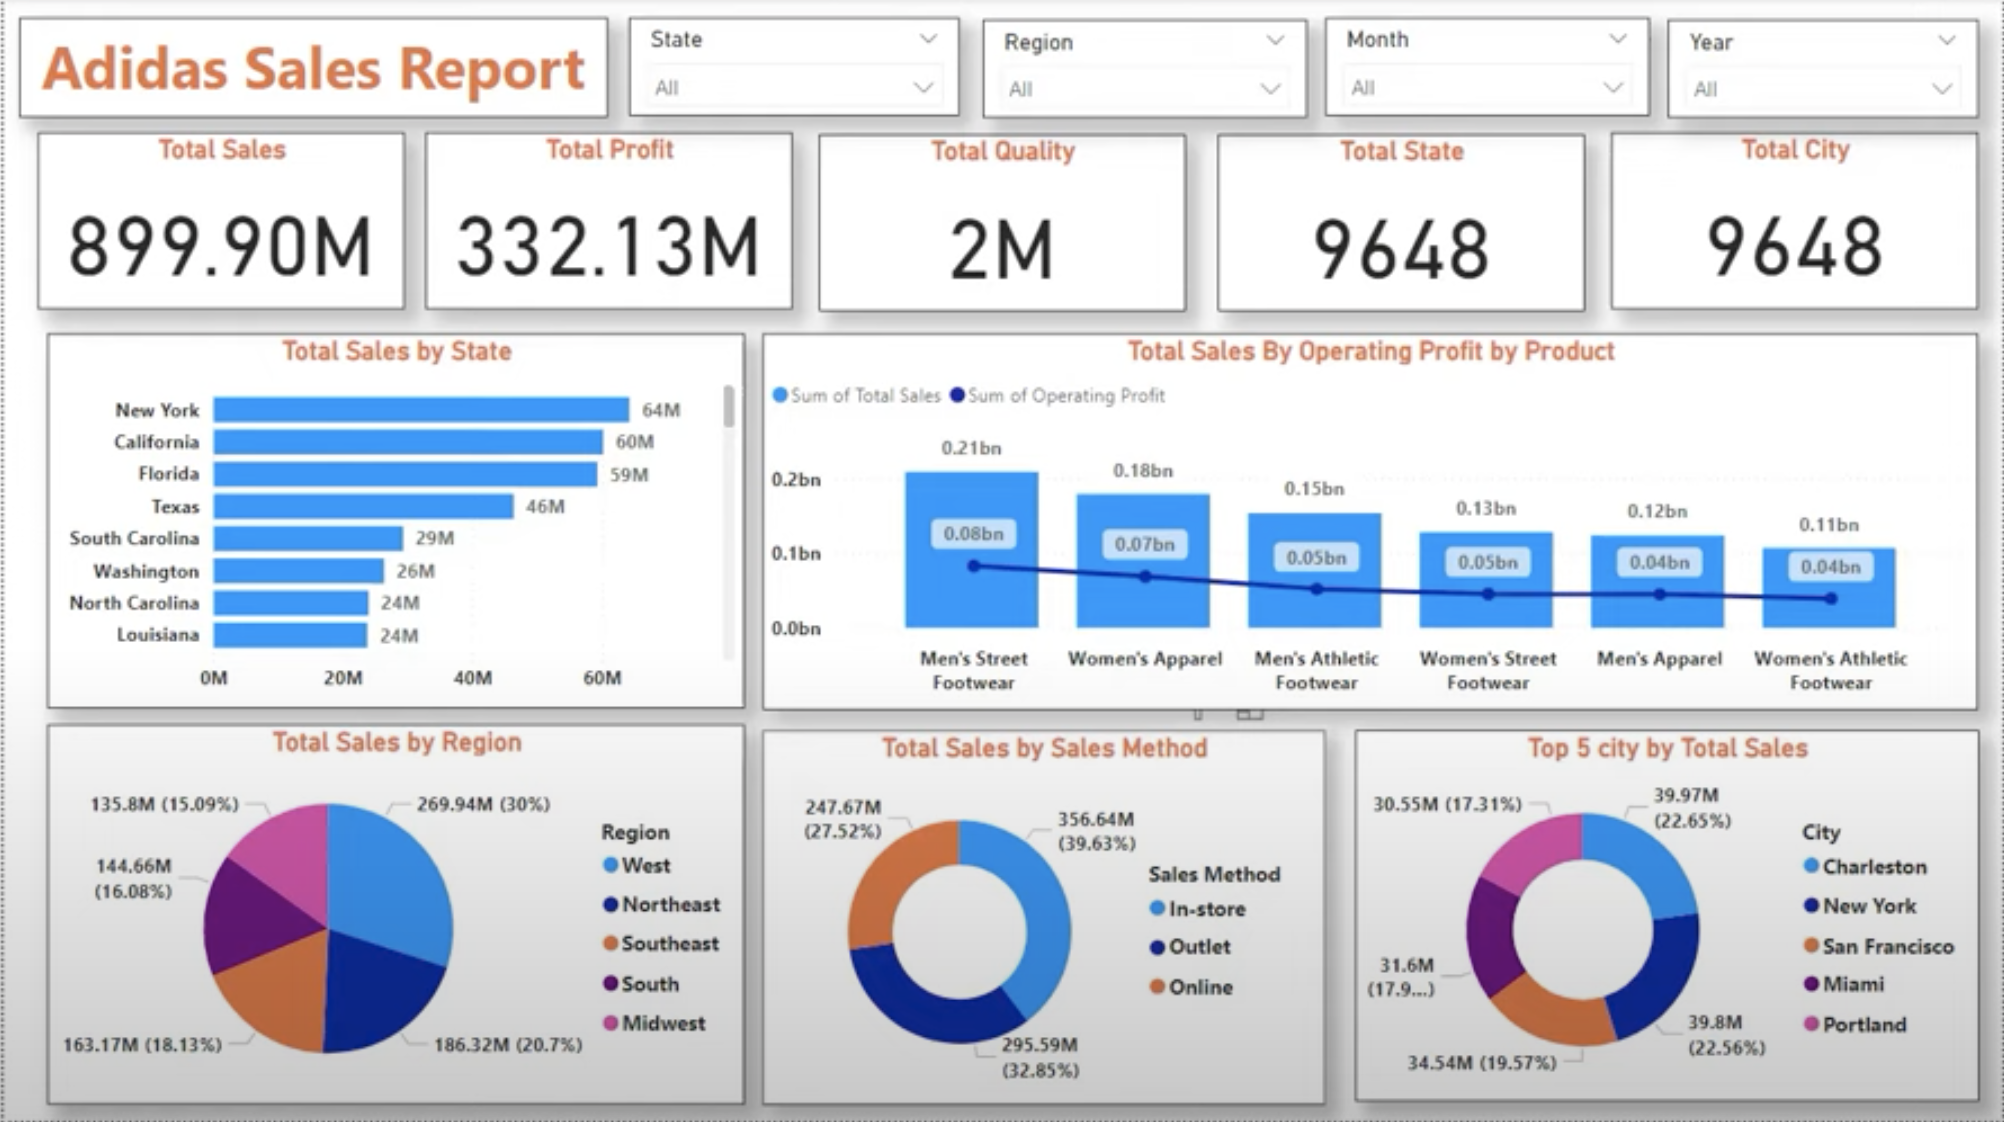 Adidas Sales Report
State
All
Region
All
Month
All
Year
All
Total Sales
899.90M
Total Profit
332.13M
Total Quality
2M
Total State
9648
Total City
9648
Total Sales by State
New York 64M
California 60M
Florida 59M
Texas 46M
South Carolina 29M
Washington 26M
North Carolina 24M
Louisiana 24M
0M 20M 40M 60M
Total Sales By Operating Profit by Product
Sum of Total Sales Sum of Operating Profit
0.2bn
0.1bn
0.0bn
0.21bn
0.18bn
0.15bn
0.13bn
0.12bn
0.11bn
0.08bn
0.07bn
0.05bn
0.05bn
0.04bn
0.04bn
Men's Street
Footwear
Women's Apparel
Men's Athletic
Footwear
Women's Street
Footwear
Men's Apparel
Women's Athletic
Footwear
Total Sales by Region
135.8M (15.09%)
269.94M (30%)
144.66M
(16.08%)
163.17M (18.13%)
186.32M (20.7%)
Region
West
Northeast
Southeast
South
Midwest
Total Sales by Sales Method
247.67M
(27.52%)
356.64M
(39.63%)
295.59M
(32.85%)
Sales Method
In-store
Outlet
Online
Top 5 city by Total Sales
30.55M (17.31%)
39.97M
(22.65%)
31.6M
(17.9...)
39.8M
(22.56%)
34.54M (19.57%)
City
Charleston
New York
San Francisco
Miami
Portland